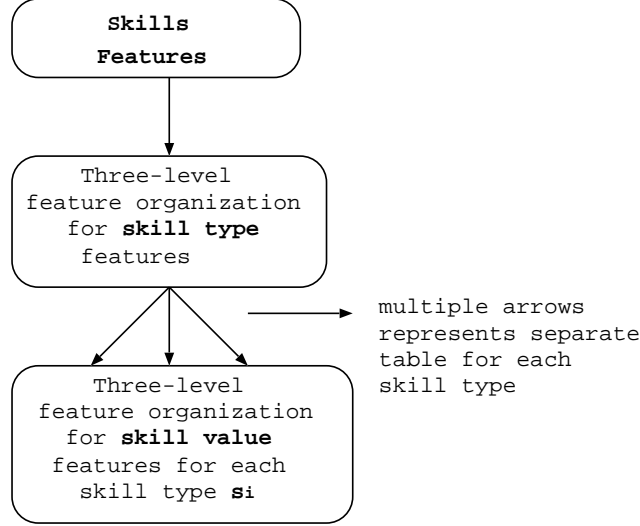 Skills
Features
Three-level
feature organization
for skill type
features
multiple arrows
represents separate
table for each
skill type
Three-level
feature organization
for skill value
features for each
skill type si